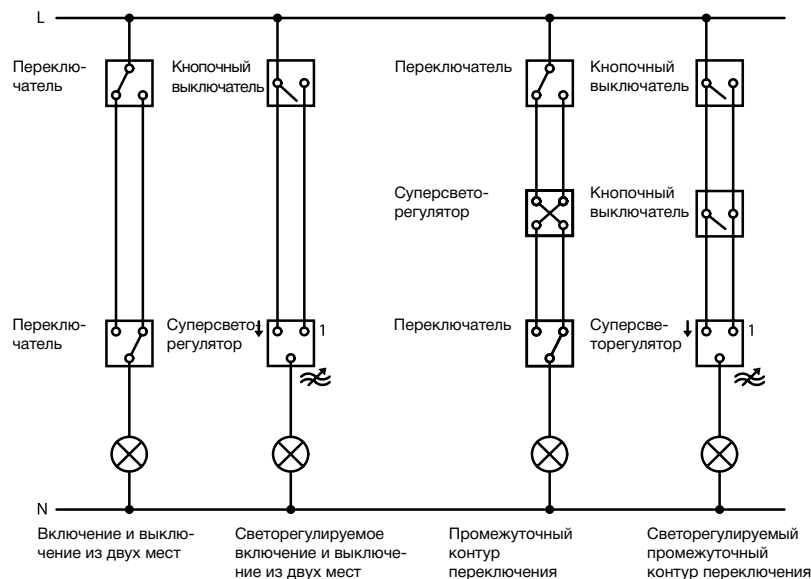 L
Переклю-
чатель
Кнопочный
выключатель
Переключатель
Кнопочный
выключатель
Суперсвето-
регулятор
Кнопочный
выключатель
Переклю-
чатель
Суперсвето-
регулятор
1
Переключатель
Суперсве-
торегулятор
1
N
Включение и выклю-
чение из двух мест
Светорегулируемое
включение и выключе-
ние из двух мест
Промежуточный
контур
переключения
Светорегулируемый
промежуточный
контур переключения